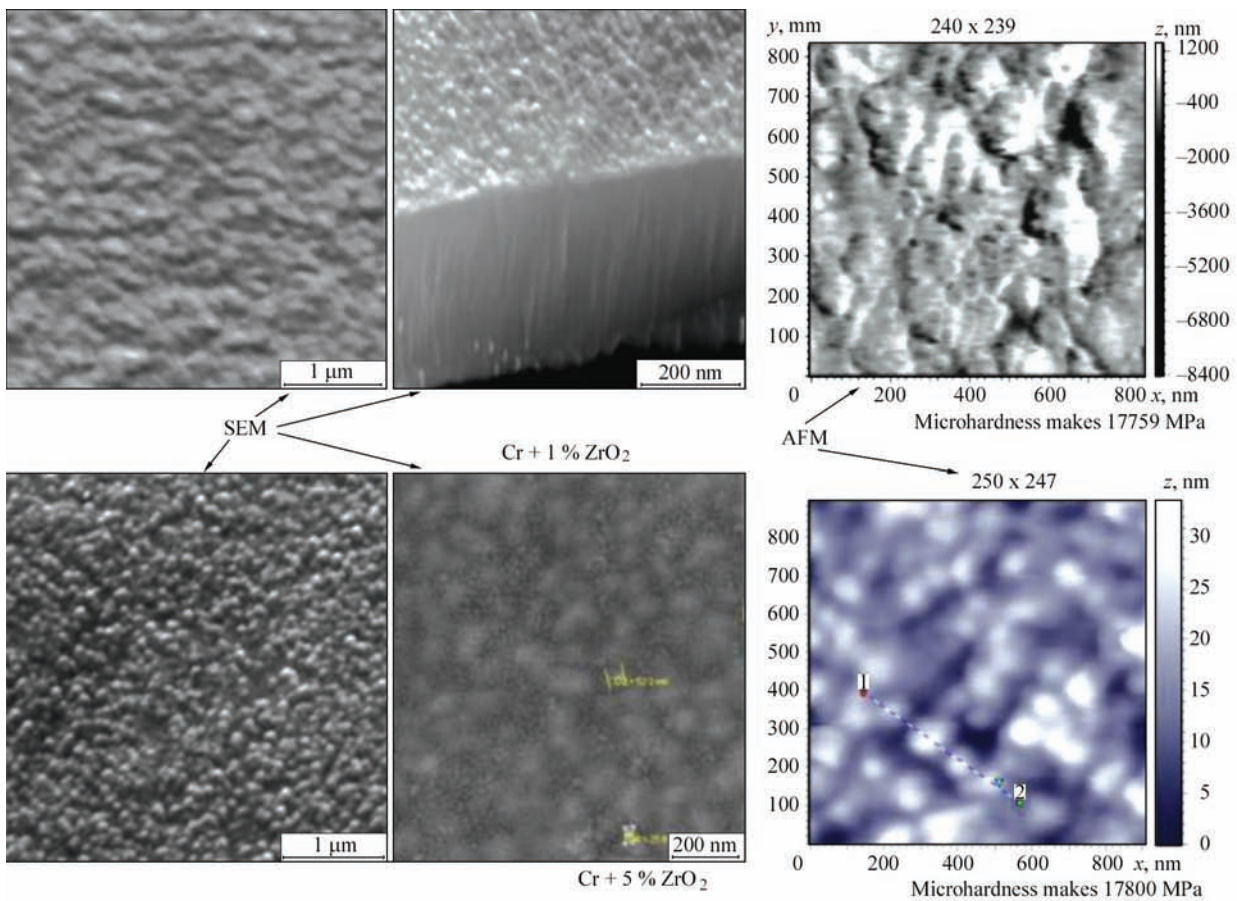 y, mm
240 x 239
z, nm
800
700
600
500
400
300
200
100
0
200
400
600
800 x, nm
1200
–400
–2000
–3600
–5200
–6800
–8400
1 µm
200 nm
Microhardness makes 17759 MPa
SEM
AFM
Cr + 1 % ZrO2
250 x 247
z, nm
800
700
600
500
400
300
200
100
0
200
400
600
800
x, nm
30
25
20
15
10
5
0
1
2
1 µm
200 nm
Cr + 5 % ZrO2
Microhardness makes 17800 MPa